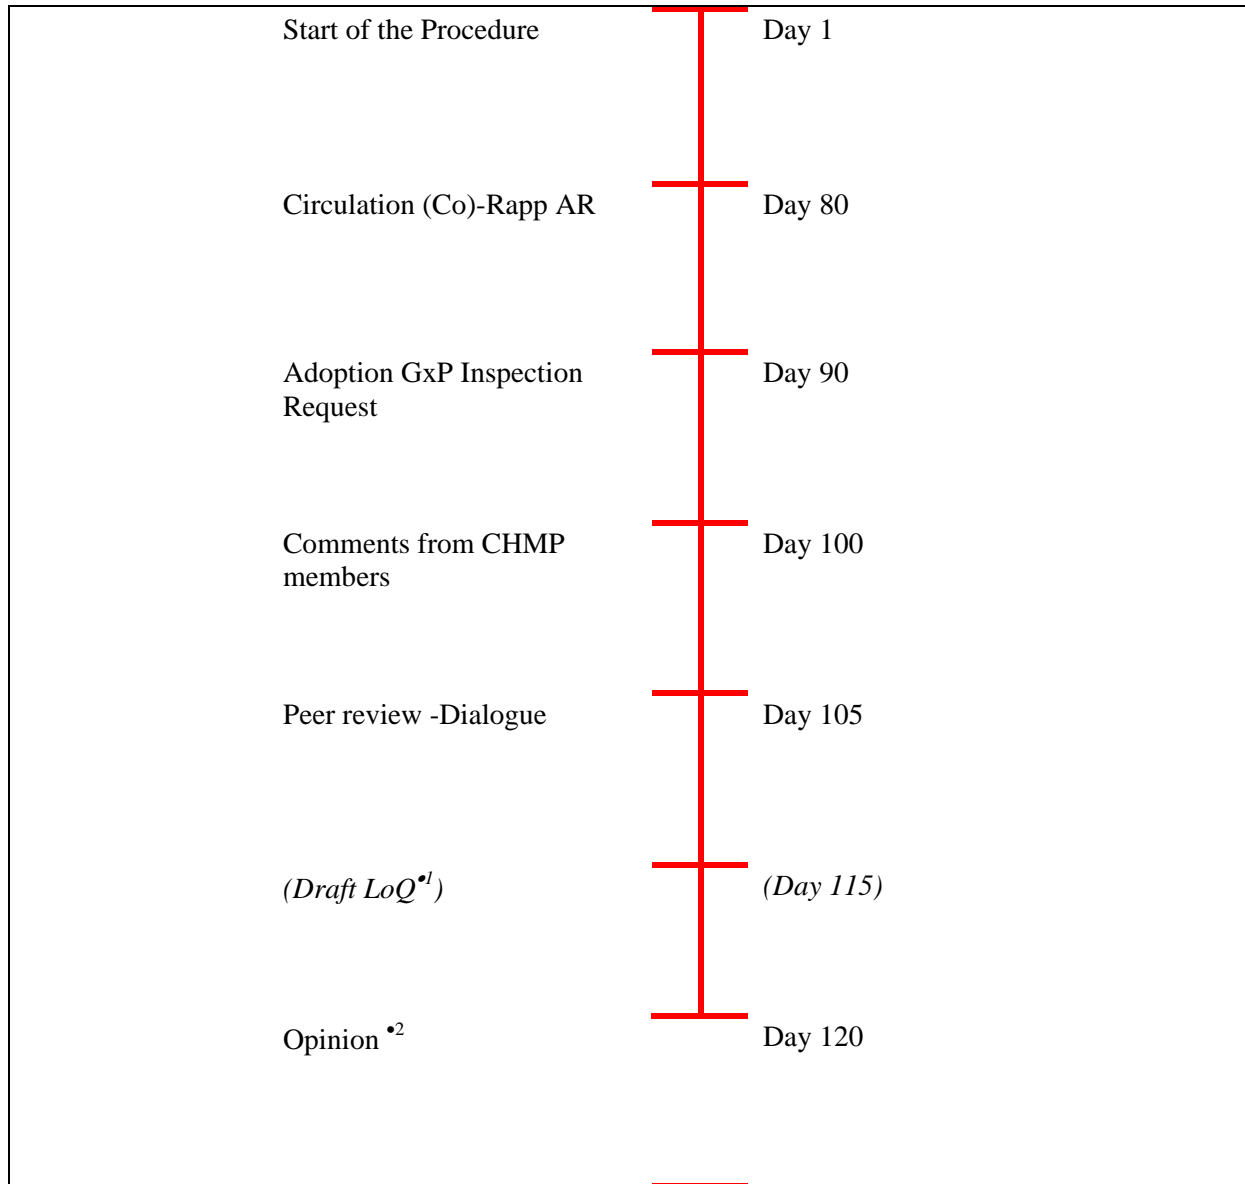 Start of the Procedure Day 1
Circulation (Co)-Rapp AR Day 80
Adoption GxP Inspection Day 90
Request
Comments from CHMP Day 100
members
Peer review -Dialogue Day 105
(Draft LoQ•1) (Day 115)
Opinion •2 Day 120